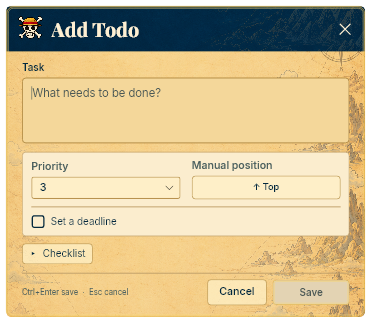 Add Todo
Task
What needs to be done?
Priority
Manual position
3
↑ Top
Set a deadline
▸ Checklist
Ctrl+Enter save · Esc cancel
Cancel
Save